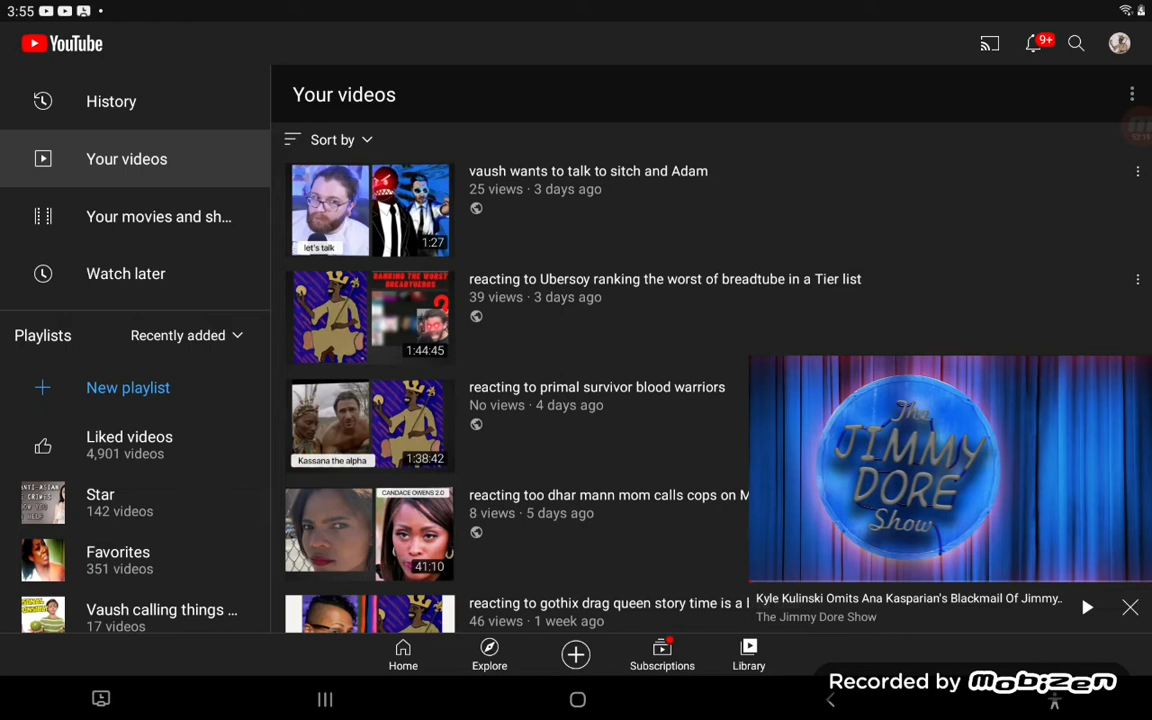 3:55
YouTube
9+
History
Your videos
Your movies and sh...
Watch later
Playlists
Recently added
New playlist
Liked videos
4,901 videos
Star
142 videos
Favorites
351 videos
Vaush calling things ...
17 videos
Your videos
Sort by
let's talk
1:27
vaush wants to talk to sitch and Adam
25 views · 3 days ago
RANKING THE WORST
BREADTUBERS
?
1:44:45
reacting to Ubersoy ranking the worst of breadtube in a Tier list
39 views · 3 days ago
Kassana the alpha
1:38:42
reacting to primal survivor blood warriors
No views · 4 days ago
CANDACE OWENS 2.0
41:10
reacting too dhar mann mom calls cops on M
8 views · 5 days ago
reacting to gothix drag queen story time is a
46 views · 1 week ago
The
JIMMY
DORE
Show
Kyle Kulinski Omits Ana Kasparian's Blackmail Of Jimmy..
The Jimmy Dore Show
Home
Explore
Subscriptions
Library
Recorded by mobizen